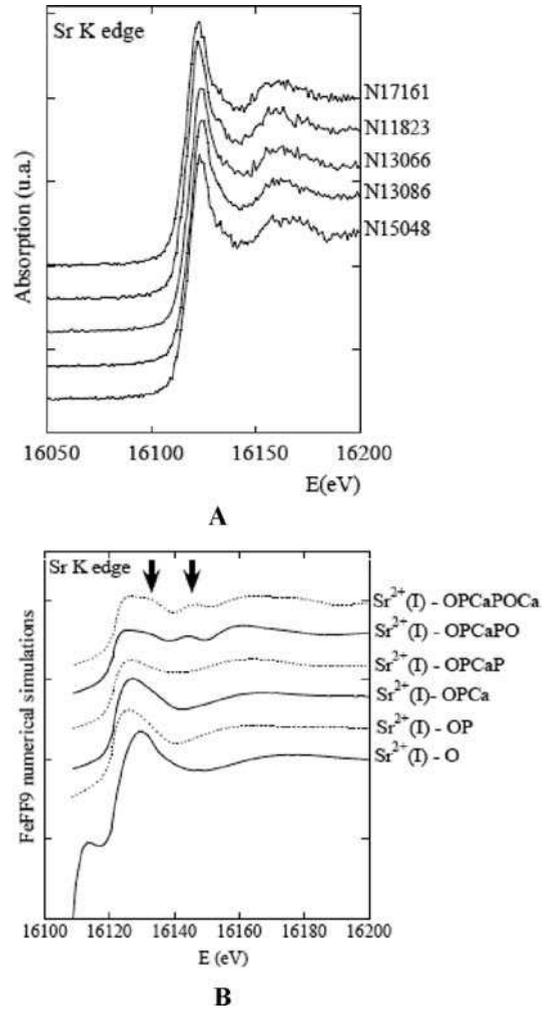 Sr K edge
Absorption (u.a.)
N17161
N11823
N13066
N13086
N15048
16050 16100 16150 16200
E(eV)
A
Sr K edge
FeFF9 numerical simulations
Sr²⁺(I) - OPCaPOCa
Sr²⁺(I) - OPCaPO
Sr²⁺(I) - OPCaP
Sr²⁺(I)- OPCa
Sr²⁺(I) - OP
Sr²⁺(I) - O
16100 16120 16140 16160 16180 16200
E (eV)
B